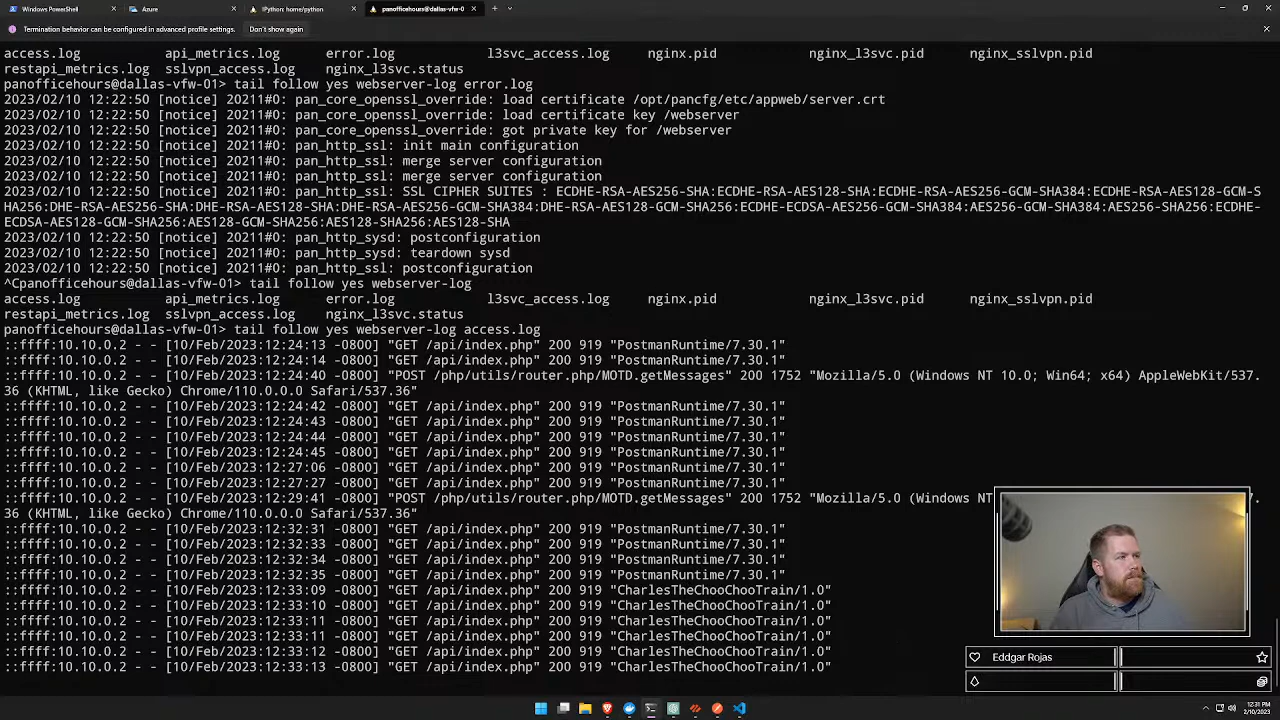 Windows PowerShell
Azure
IPython: home/python
panofficehours@dallas-vfw-0
Termination behavior can be configured in advanced profile settings. Don't show again
access.log api_metrics.log error.log l3svc_access.log nginx.pid nginx_l3svc.pid nginx_sslvpn.pid
restapi_metrics.log sslvpn_access.log nginx_l3svc.status
panofficehours@dallas-vfw-01> tail follow yes webserver-log error.log
2023/02/10 12:22:50 [notice] 20211#0: pan_core_openssl_override: load certificate /opt/pancfg/etc/appweb/server.crt
2023/02/10 12:22:50 [notice] 20211#0: pan_core_openssl_override: load certificate key /webserver
2023/02/10 12:22:50 [notice] 20211#0: pan_core_openssl_override: got private key for /webserver
2023/02/10 12:22:50 [notice] 20211#0: pan_http_ssl: init main configuration
2023/02/10 12:22:50 [notice] 20211#0: pan_http_ssl: merge server configuration
2023/02/10 12:22:50 [notice] 20211#0: pan_http_ssl: merge server configuration
2023/02/10 12:22:50 [notice] 20211#0: pan_http_ssl: SSL CIPHER SUITES : ECDHE-RSA-AES256-SHA:ECDHE-RSA-AES128-SHA:ECDHE-RSA-AES256-GCM-SHA384:ECDHE-RSA-AES128-GCM-S
HA256:DHE-RSA-AES256-SHA:DHE-RSA-AES128-SHA:DHE-RSA-AES256-GCM-SHA384:DHE-RSA-AES128-GCM-SHA256:ECDHE-ECDSA-AES256-GCM-SHA384:AES256-GCM-SHA384:AES256-SHA256:ECDHE-
ECDSA-AES128-GCM-SHA256:AES128-GCM-SHA256:AES128-SHA256:AES128-SHA
2023/02/10 12:22:50 [notice] 20211#0: pan_http_sysd: postconfiguration
2023/02/10 12:22:50 [notice] 20211#0: pan_http_sysd: teardown sysd
2023/02/10 12:22:50 [notice] 20211#0: pan_http_ssl: postconfiguration
^Cpanofficehours@dallas-vfw-01> tail follow yes webserver-log
access.log api_metrics.log error.log l3svc_access.log nginx.pid nginx_l3svc.pid nginx_sslvpn.pid
restapi_metrics.log sslvpn_access.log nginx_l3svc.status
panofficehours@dallas-vfw-01> tail follow yes webserver-log access.log
::ffff:10.10.0.2 - - [10/Feb/2023:12:24:13 -0800] "GET /api/index.php" 200 919 "PostmanRuntime/7.30.1"
::ffff:10.10.0.2 - - [10/Feb/2023:12:24:14 -0800] "GET /api/index.php" 200 919 "PostmanRuntime/7.30.1"
::ffff:10.10.0.2 - - [10/Feb/2023:12:24:40 -0800] "POST /php/utils/router.php/MOTD.getMessages" 200 1752 "Mozilla/5.0 (Windows NT 10.0; Win64; x64) AppleWebKit/537.
36 (KHTML, like Gecko) Chrome/110.0.0.0 Safari/537.36"
::ffff:10.10.0.2 - - [10/Feb/2023:12:24:42 -0800] "GET /api/index.php" 200 919 "PostmanRuntime/7.30.1"
::ffff:10.10.0.2 - - [10/Feb/2023:12:24:43 -0800] "GET /api/index.php" 200 919 "PostmanRuntime/7.30.1"
::ffff:10.10.0.2 - - [10/Feb/2023:12:24:44 -0800] "GET /api/index.php" 200 919 "PostmanRuntime/7.30.1"
::ffff:10.10.0.2 - - [10/Feb/2023:12:24:45 -0800] "GET /api/index.php" 200 919 "PostmanRuntime/7.30.1"
::ffff:10.10.0.2 - - [10/Feb/2023:12:27:06 -0800] "GET /api/index.php" 200 919 "PostmanRuntime/7.30.1"
::ffff:10.10.0.2 - - [10/Feb/2023:12:27:27 -0800] "GET /api/index.php" 200 919 "PostmanRuntime/7.30.1"
::ffff:10.10.0.2 - - [10/Feb/2023:12:29:41 -0800] "POST /php/utils/router.php/MOTD.getMessages" 200 1752 "Mozilla/5.0 (Windows NT 7.
36 (KHTML, like Gecko) Chrome/110.0.0.0 Safari/537.36"
::ffff:10.10.0.2 - - [10/Feb/2023:12:32:31 -0800] "GET /api/index.php" 200 919 "PostmanRuntime/7.30.1"
::ffff:10.10.0.2 - - [10/Feb/2023:12:32:33 -0800] "GET /api/index.php" 200 919 "PostmanRuntime/7.30.1"
::ffff:10.10.0.2 - - [10/Feb/2023:12:32:34 -0800] "GET /api/index.php" 200 919 "PostmanRuntime/7.30.1"
::ffff:10.10.0.2 - - [10/Feb/2023:12:32:35 -0800] "GET /api/index.php" 200 919 "PostmanRuntime/7.30.1"
::ffff:10.10.0.2 - - [10/Feb/2023:12:33:09 -0800] "GET /api/index.php" 200 919 "CharlesTheChooChooTrain/1.0"
::ffff:10.10.0.2 - - [10/Feb/2023:12:33:10 -0800] "GET /api/index.php" 200 919 "CharlesTheChooChooTrain/1.0"
::ffff:10.10.0.2 - - [10/Feb/2023:12:33:11 -0800] "GET /api/index.php" 200 919 "CharlesTheChooChooTrain/1.0"
::ffff:10.10.0.2 - - [10/Feb/2023:12:33:11 -0800] "GET /api/index.php" 200 919 "CharlesTheChooChooTrain/1.0"
::ffff:10.10.0.2 - - [10/Feb/2023:12:33:12 -0800] "GET /api/index.php" 200 919 "CharlesTheChooChooTrain/1.0"
::ffff:10.10.0.2 - - [10/Feb/2023:12:33:13 -0800] "GET /api/index.php" 200 919 "CharlesTheChooChooTrain/1.0"
Eddgar Rojas
12:31 PM
2/10/2023